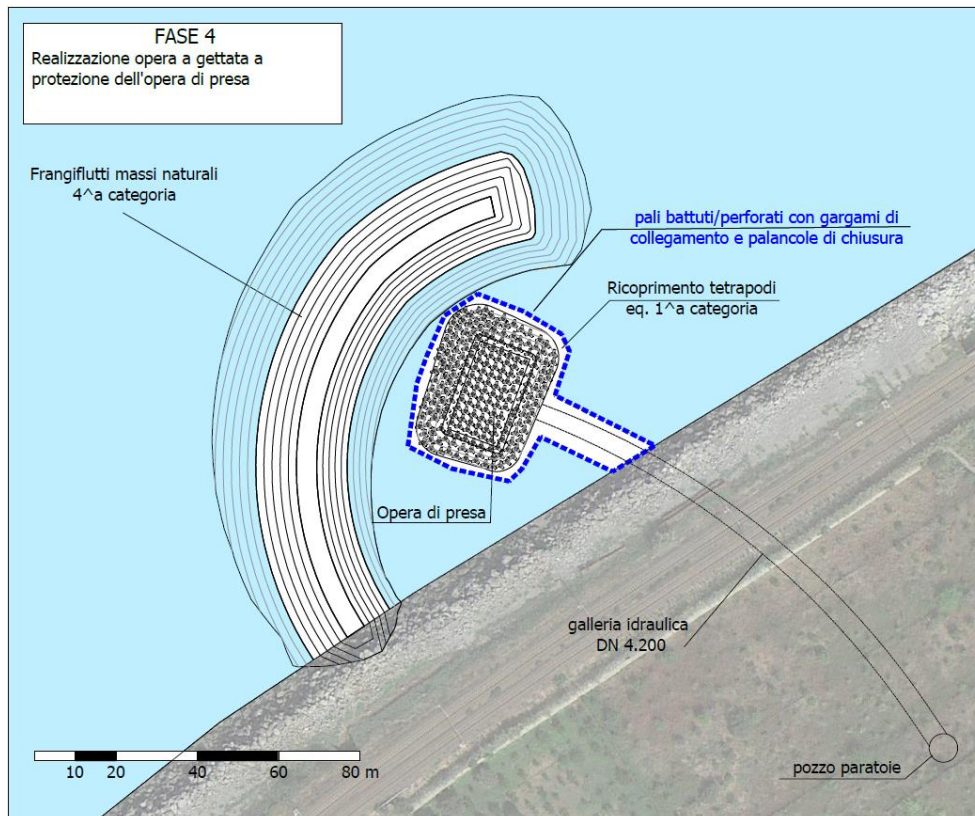 FASE 4
Realizzazione opera a gettata a
protezione dell'opera di presa
Frangiflutti massi naturali
4^a categoria
pali battuti/perforati con gargami di
collegamento e palancole di chiusura
Ricoprimento tetrapodi
eq. 1^a categoria
Opera di presa
galleria idraulica
DN 4.200
pozzo paratoie
10 20 40 60 80 m